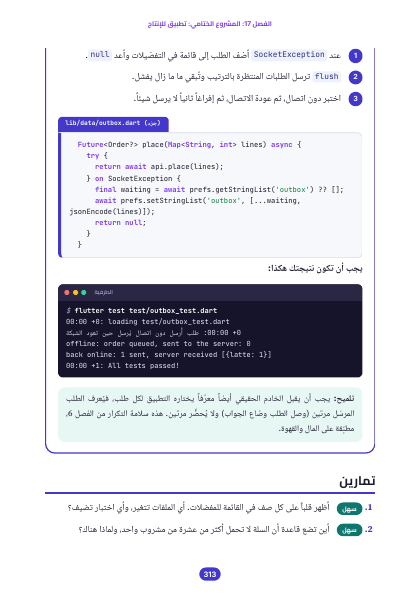 الفصل 17: المشروع الختامي: تطبيق للإنتاج
1 عند SocketException أضف الطلب إلى قائمة في التفضيلات وأعد null.
2 flush ترسل الطلبات المنتظرة بالترتيب وتُبقي ما ما زال يفشل.
3 اختبر دون اتصال، ثم عودة الاتصال، ثم إفراغاً ثانياً لا يرسل شيئاً.
lib/data/outbox.dart (جزء)
Future<Order?> place(Map<String, int> lines) async {
try {
return await api.place(lines);
} on SocketException {
final waiting = await prefs.getStringList('outbox') ?? [];
await prefs.setStringList('outbox', [...waiting,
jsonEncode(lines)]);
return null;
}
}
يجب أن تكون نتيجتك هكذا:
الطرفية
$ flutter test test/outbox_test.dart
00:00 +0: loading test/outbox_test.dart
00:00 +0: طلب أُرسل دون اتصال يُرسل حين تعود الشبكة
offline: order queued, sent to the server: 0
back online: 1 sent, server received [{latte: 1}]
00:00 +1: All tests passed!
تلميح: يجب أن يقبل الخادم الحقيقي أيضاً معرّفاً يختاره التطبيق لكل طلب، فيُعرف الطلب
المرسَل مرتين (وصل الطلب وضاع الجواب) ولا يُحضَّر مرتين. هذه سلامة التكرار من الفصل 6،
مطبّقة على المال والقهوة.
تمارين
1. سهل أظهر قلباً على كل صف في القائمة للمفضلات. أي الملفات تتغير، وأي اختبار تضيف؟
2. سهل أين تضع قاعدة أن السلة لا تحمل أكثر من عشرة من مشروب واحد، ولماذا هناك؟
313